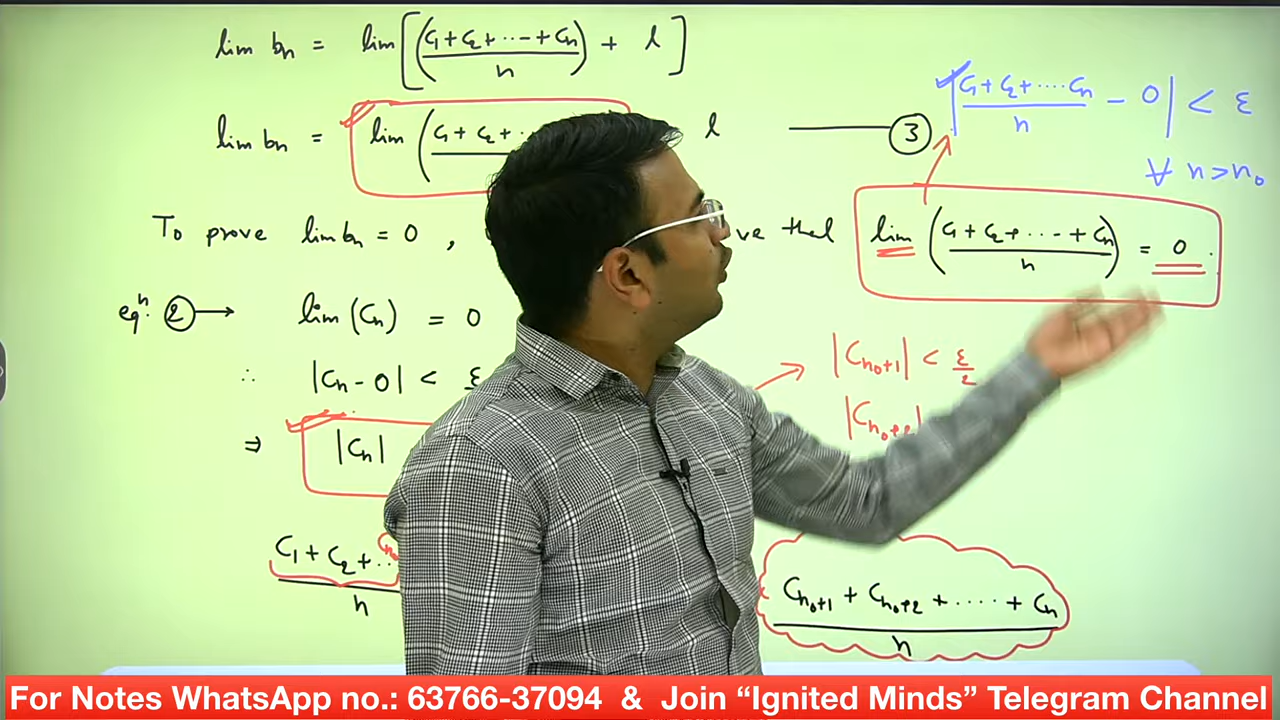 lim bn = lim [ ( C1 + C2 + ... + Cn ) / n + l ]
| (C1 + C2 + .... Cn) / n - 0 | < ε
lim bn = lim ( C1 + C2 + l ——— ③
∀ n > n0
To prove lim bn = 0 , ve that lim ( (C1 + C2 + ... + Cn) / n ) = 0 .
eqn. ② → lim (Cn) = 0
∴ |Cn - 0| < ε → |Cn0+1| < ε/2
⇒ |Cn| |Cn0+2|
C1 + C2 + ... / n
Cn0+1 + Cn0+2 + ..... + Cn / n
For Notes WhatsApp no.: 63766-37094 & Join “Ignited Minds” Telegram Channel